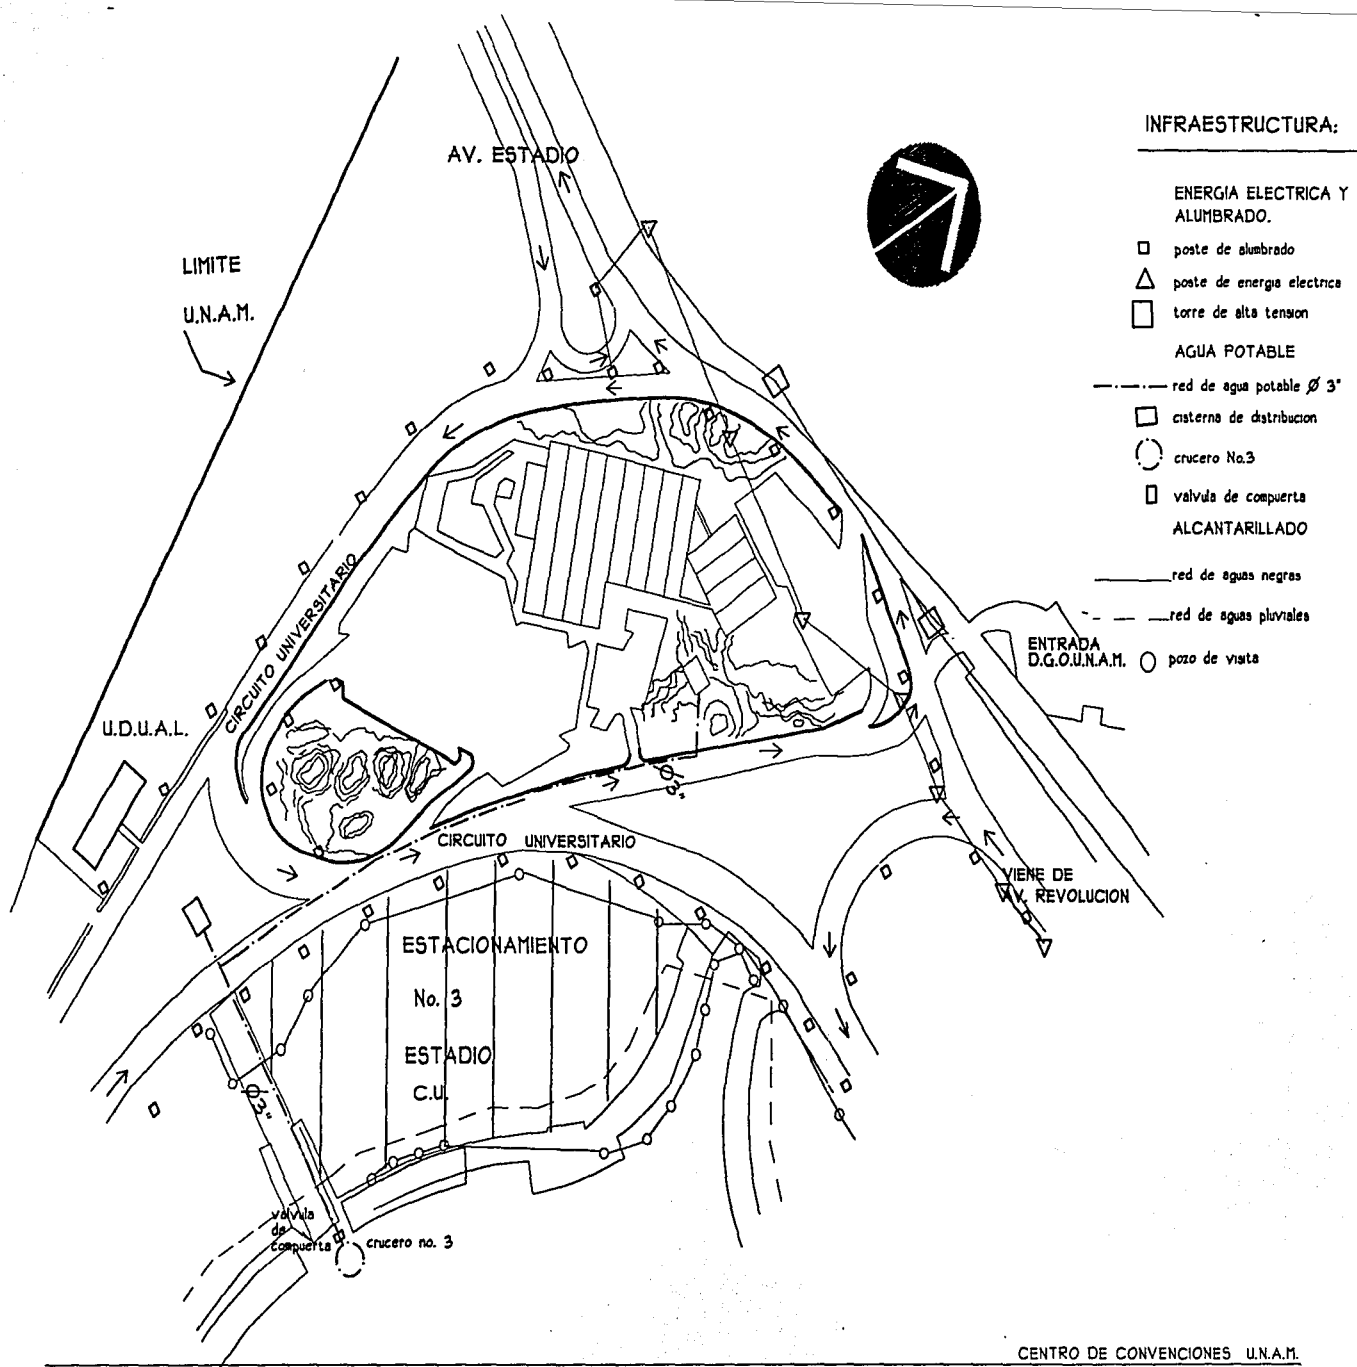 INFRAESTRUCTURA:
AV. ESTADIO
ENERGIA ELECTRICA Y
ALUMBRADO.
poste de alumbrado
poste de energia electrica
torre de alta tension
AGUA POTABLE
red de agua potable Ø 3"
cisterna de distribucion
crucero No.3
valvula de compuerta
ALCANTARILLADO
red de aguas negras
red de aguas pluviales
pozo de visita
LIMITE
U.N.A.M.
CIRCUITO UNIVERSITARIO
ENTRADA
D.G.O.U.N.A.M.
U.D.U.A.L.
Ø3"
CIRCUITO UNIVERSITARIO
VIENE DE
AV. REVOLUCION
ESTACIONAMIENTO
No. 3
ESTADIO
C.U.
Ø3"
valvula
de
compuerta
crucero no. 3
CENTRO DE CONVENCIONES U.N.A.M.